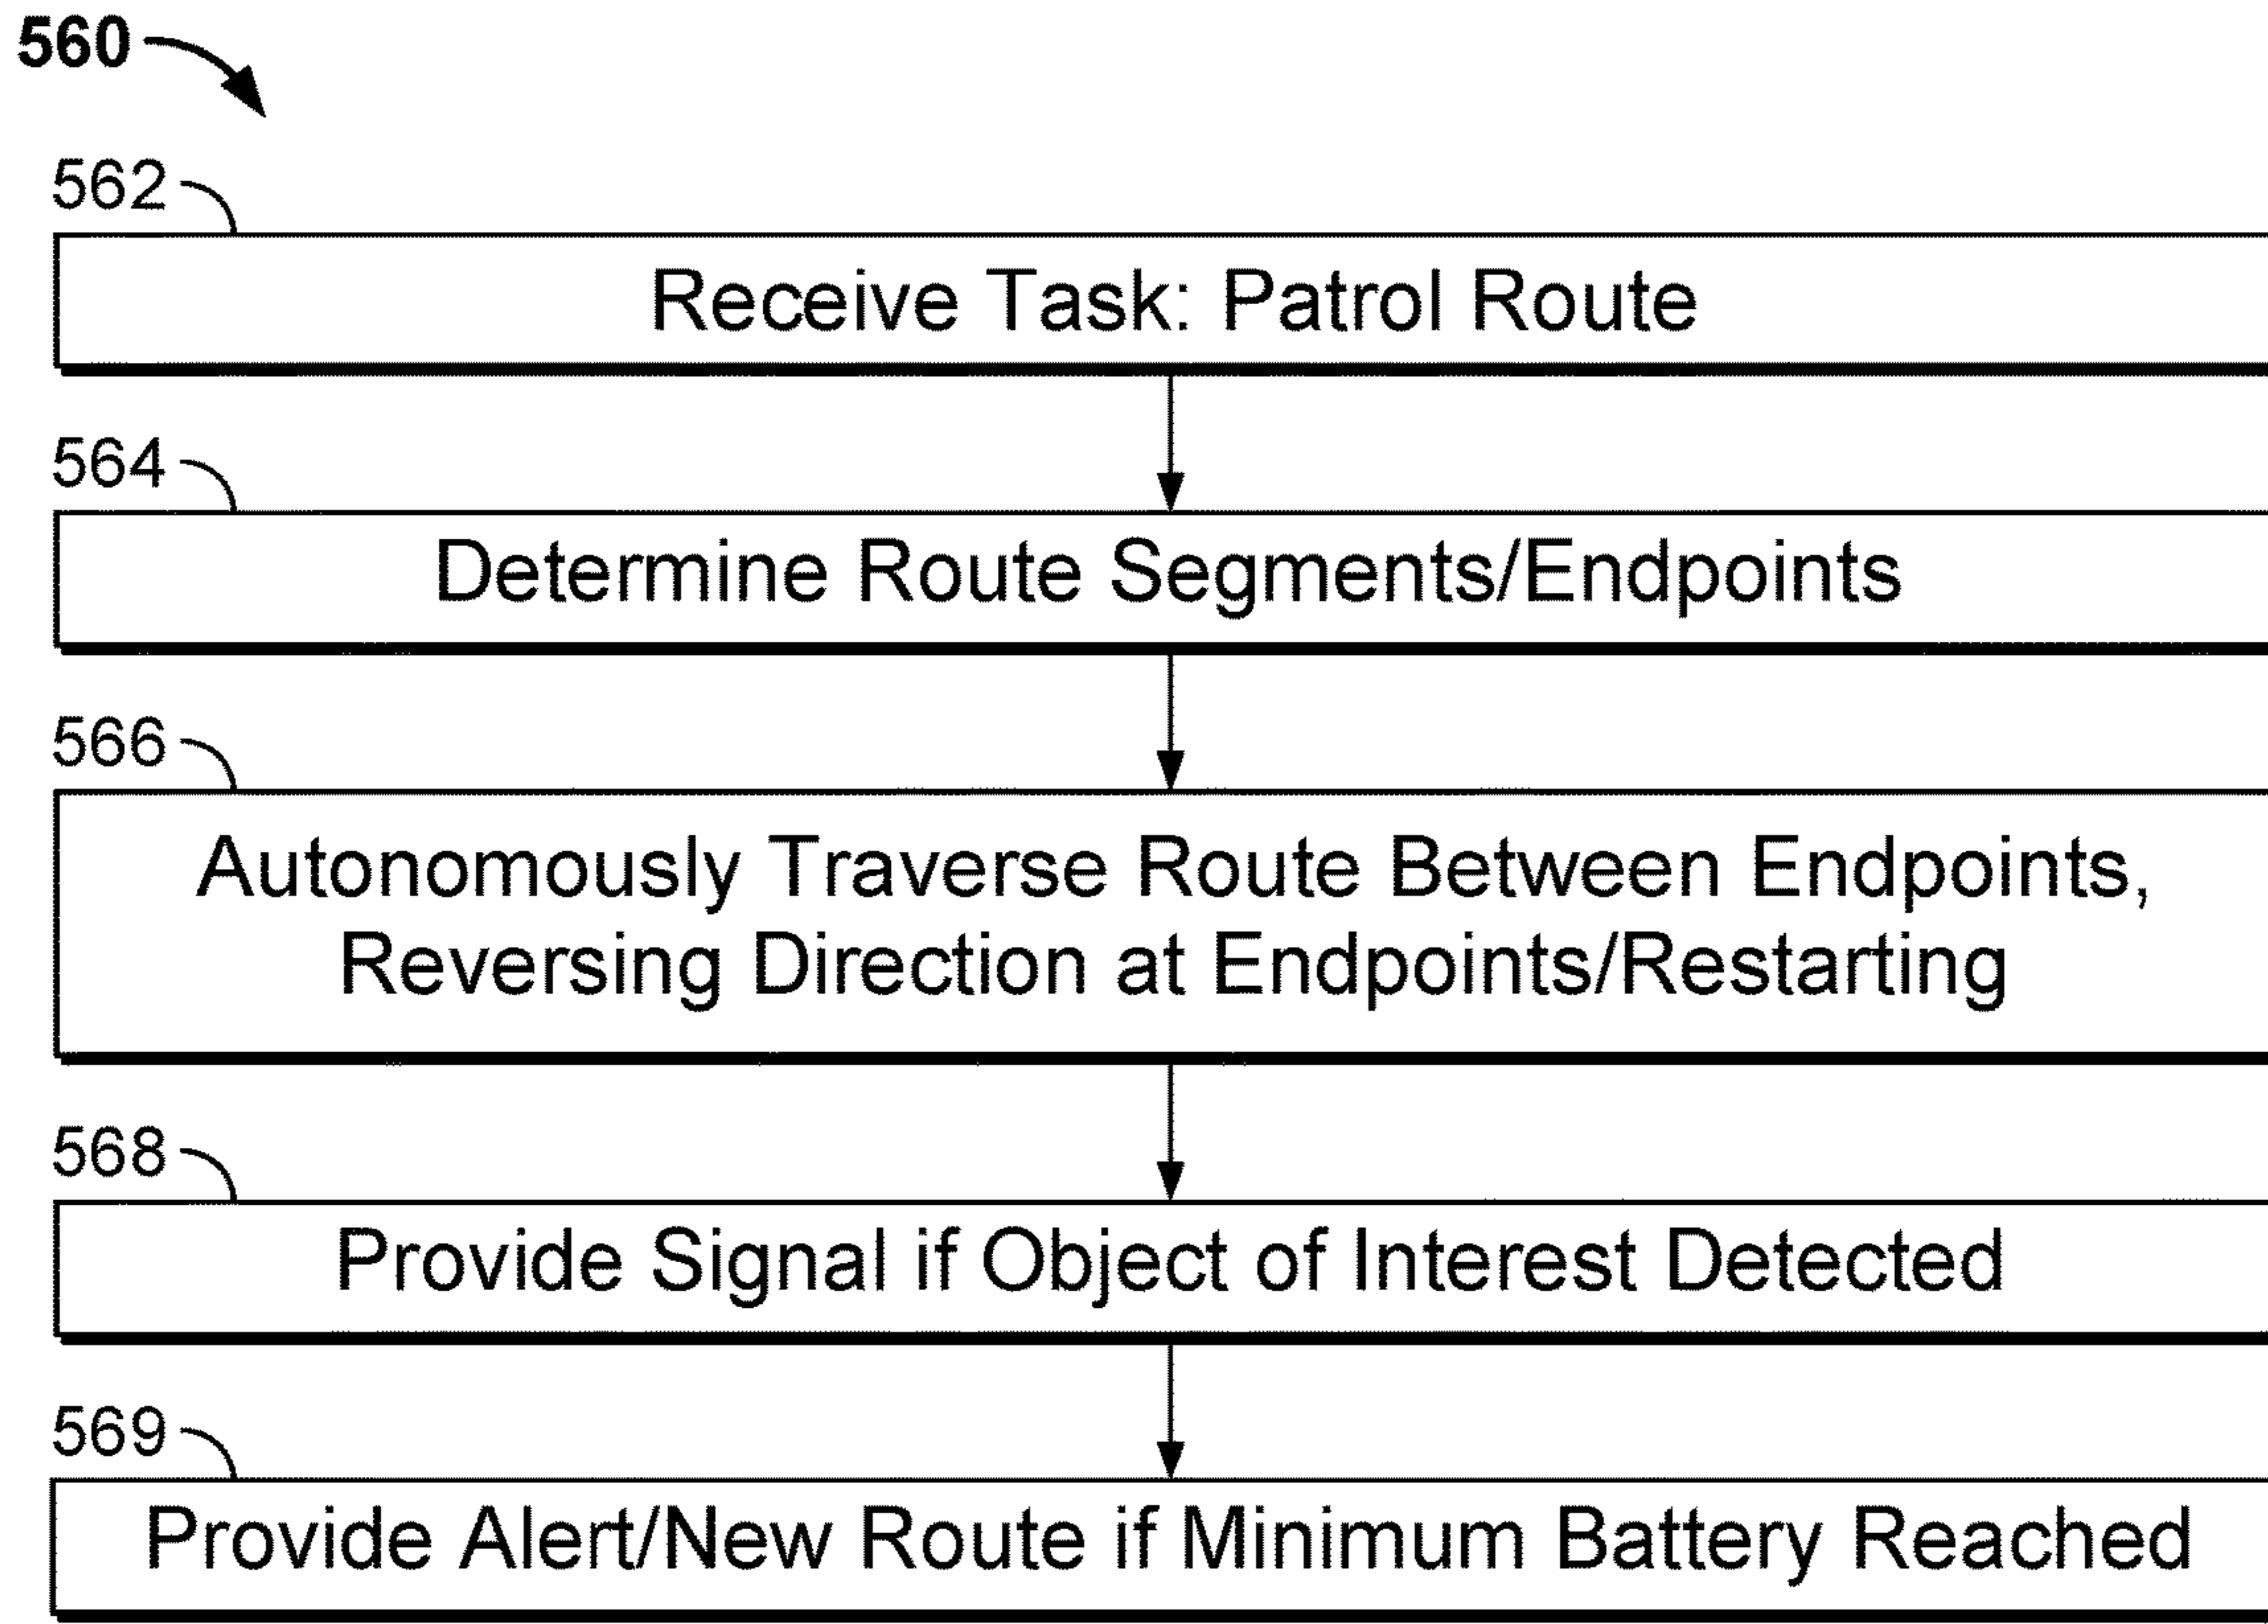 560
562
Receive Task: Patrol Route
564
Determine Route Segments/Endpoints
566
Autonomously Traverse Route Between Endpoints,
Reversing Direction at Endpoints/Restarting
568
Provide Signal if Object of Interest Detected
569
Provide Alert/New Route if Minimum Battery Reached